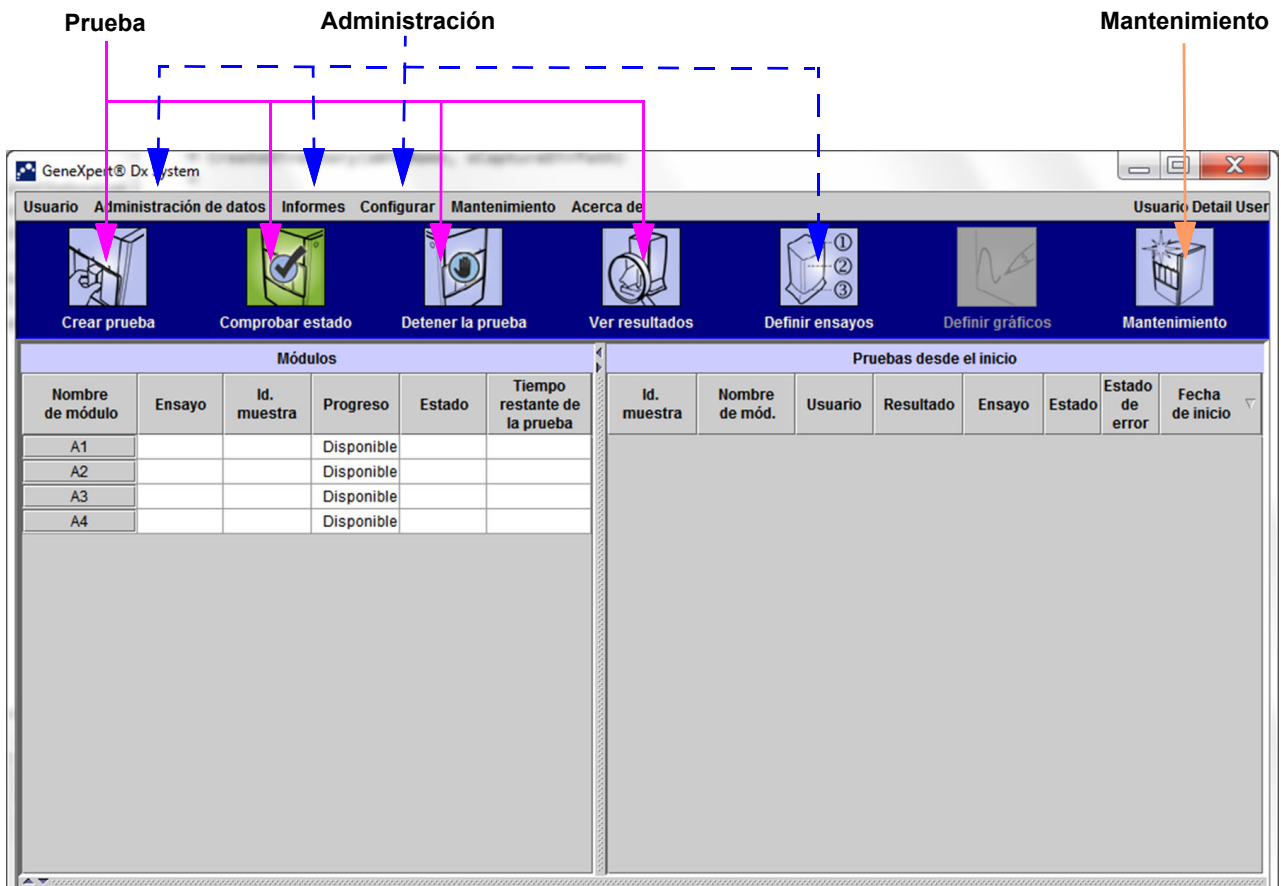 Prueba Administración Mantenimiento
GeneXpert® Dx System
Usuario Administración de datos Informes Configurar Mantenimiento Acerca de Usuario Detail User
Crear prueba Comprobar estado Detener la prueba Ver resultados Definir ensayos Definir gráficos Mantenimiento
①
②
③
Módulos
Nombre de módulo Ensayo Id. muestra Progreso Estado Tiempo restante de la prueba
A1 Disponible
A2 Disponible
A3 Disponible
A4 Disponible
Pruebas desde el inicio
Id. muestra Nombre de mód. Usuario Resultado Ensayo Estado Estado de error Fecha de inicio